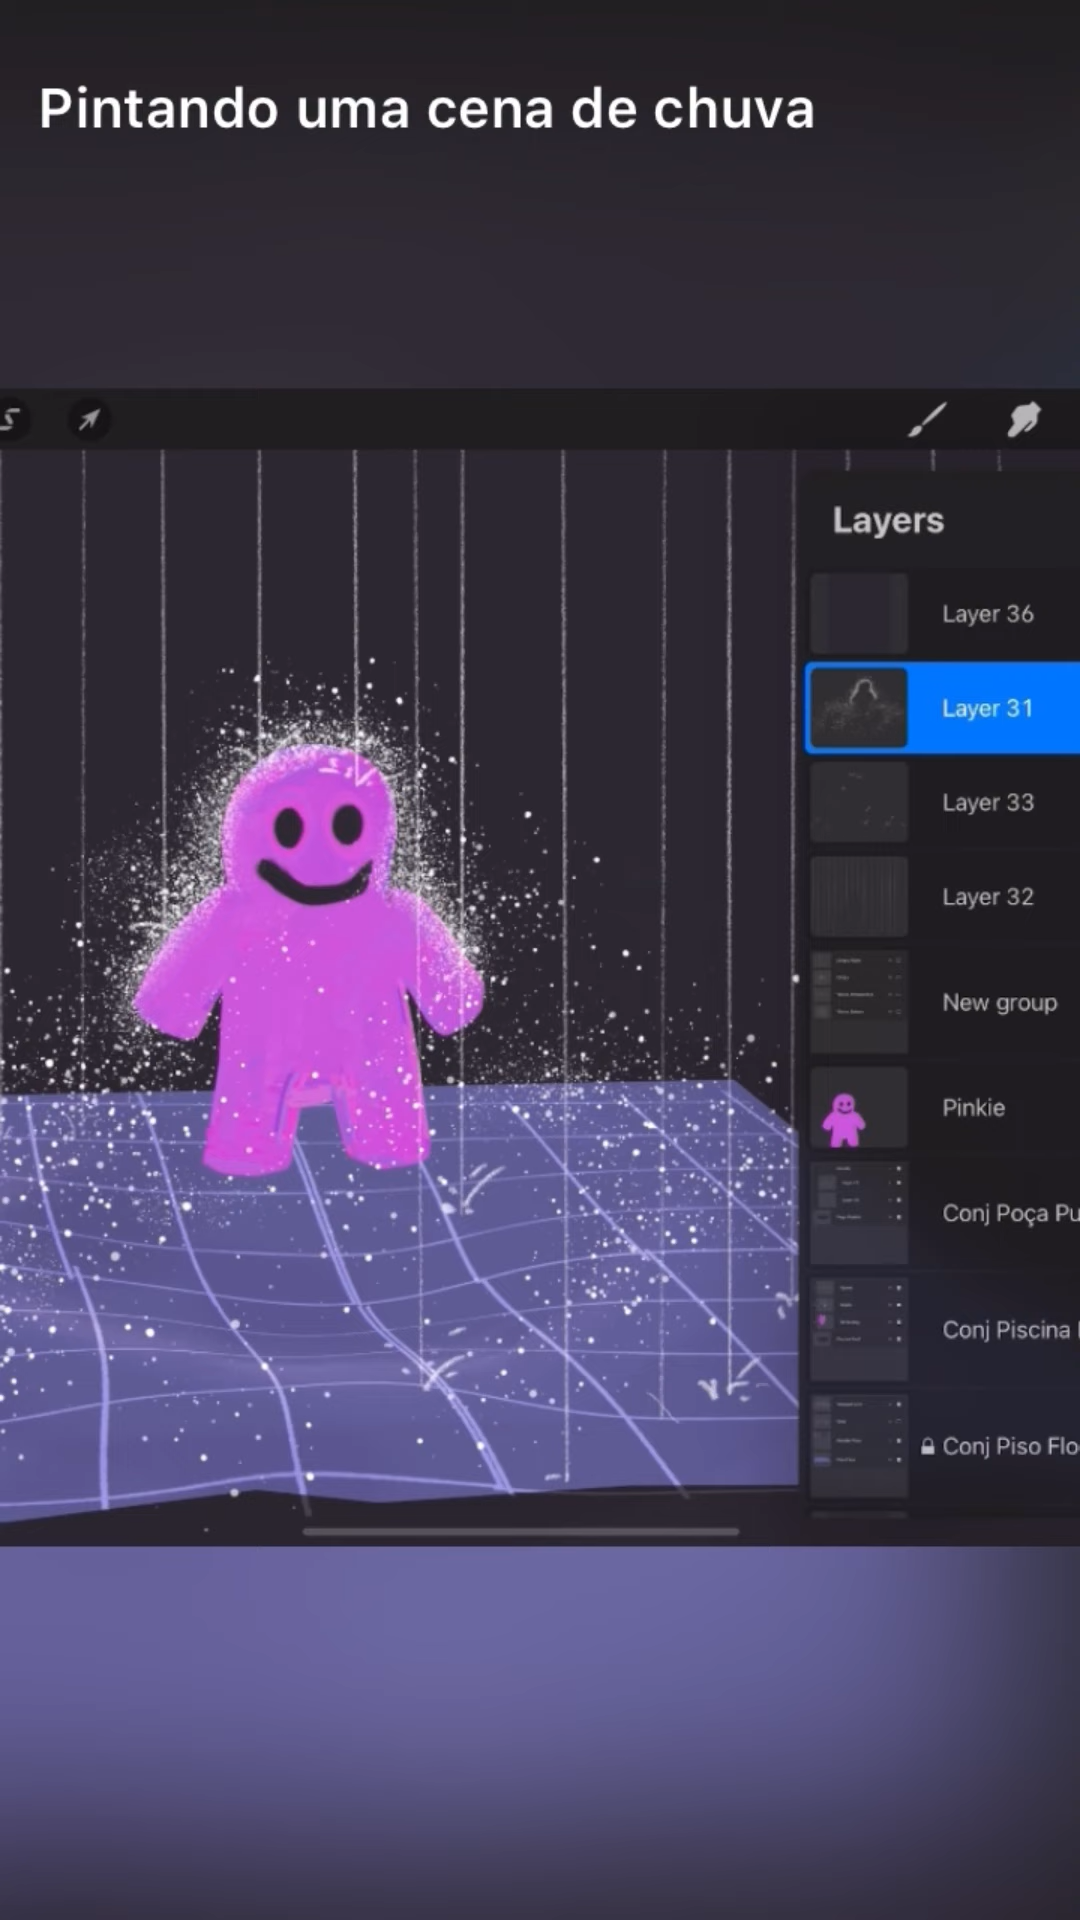 Pintando uma cena de chuva
Layers
Layer 36
Layer 31
Layer 33
Layer 32
New group
Pinkie
Conj Poça Pu
Conj Piscina
Conj Piso Flo